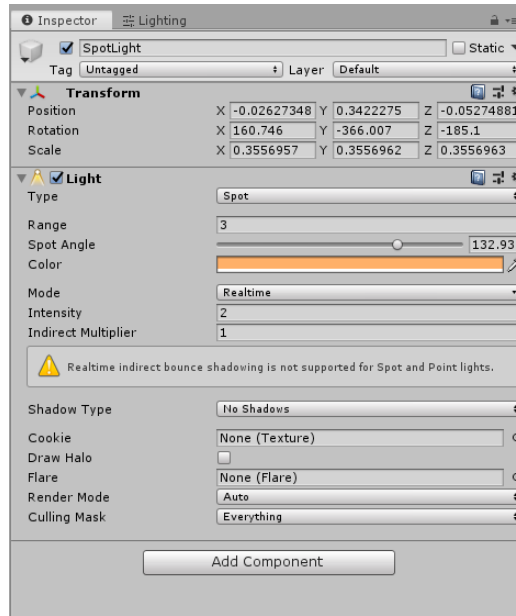 Inspector Lighting
SpotLight Static
Tag Untagged Layer Default
Transform
Position X -0.02627348 Y 0.3422275 Z -0.05274881
Rotation X 160.746 Y -366.007 Z -185.1
Scale X 0.3556957 Y 0.3556962 Z 0.3556963
Light
Type Spot
Range 3
Spot Angle 132.93
Color
Mode Realtime
Intensity 2
Indirect Multiplier 1
Realtime indirect bounce shadowing is not supported for Spot and Point lights.
Shadow Type No Shadows
Cookie None (Texture)
Draw Halo
Flare None (Flare)
Render Mode Auto
Culling Mask Everything
Add Component